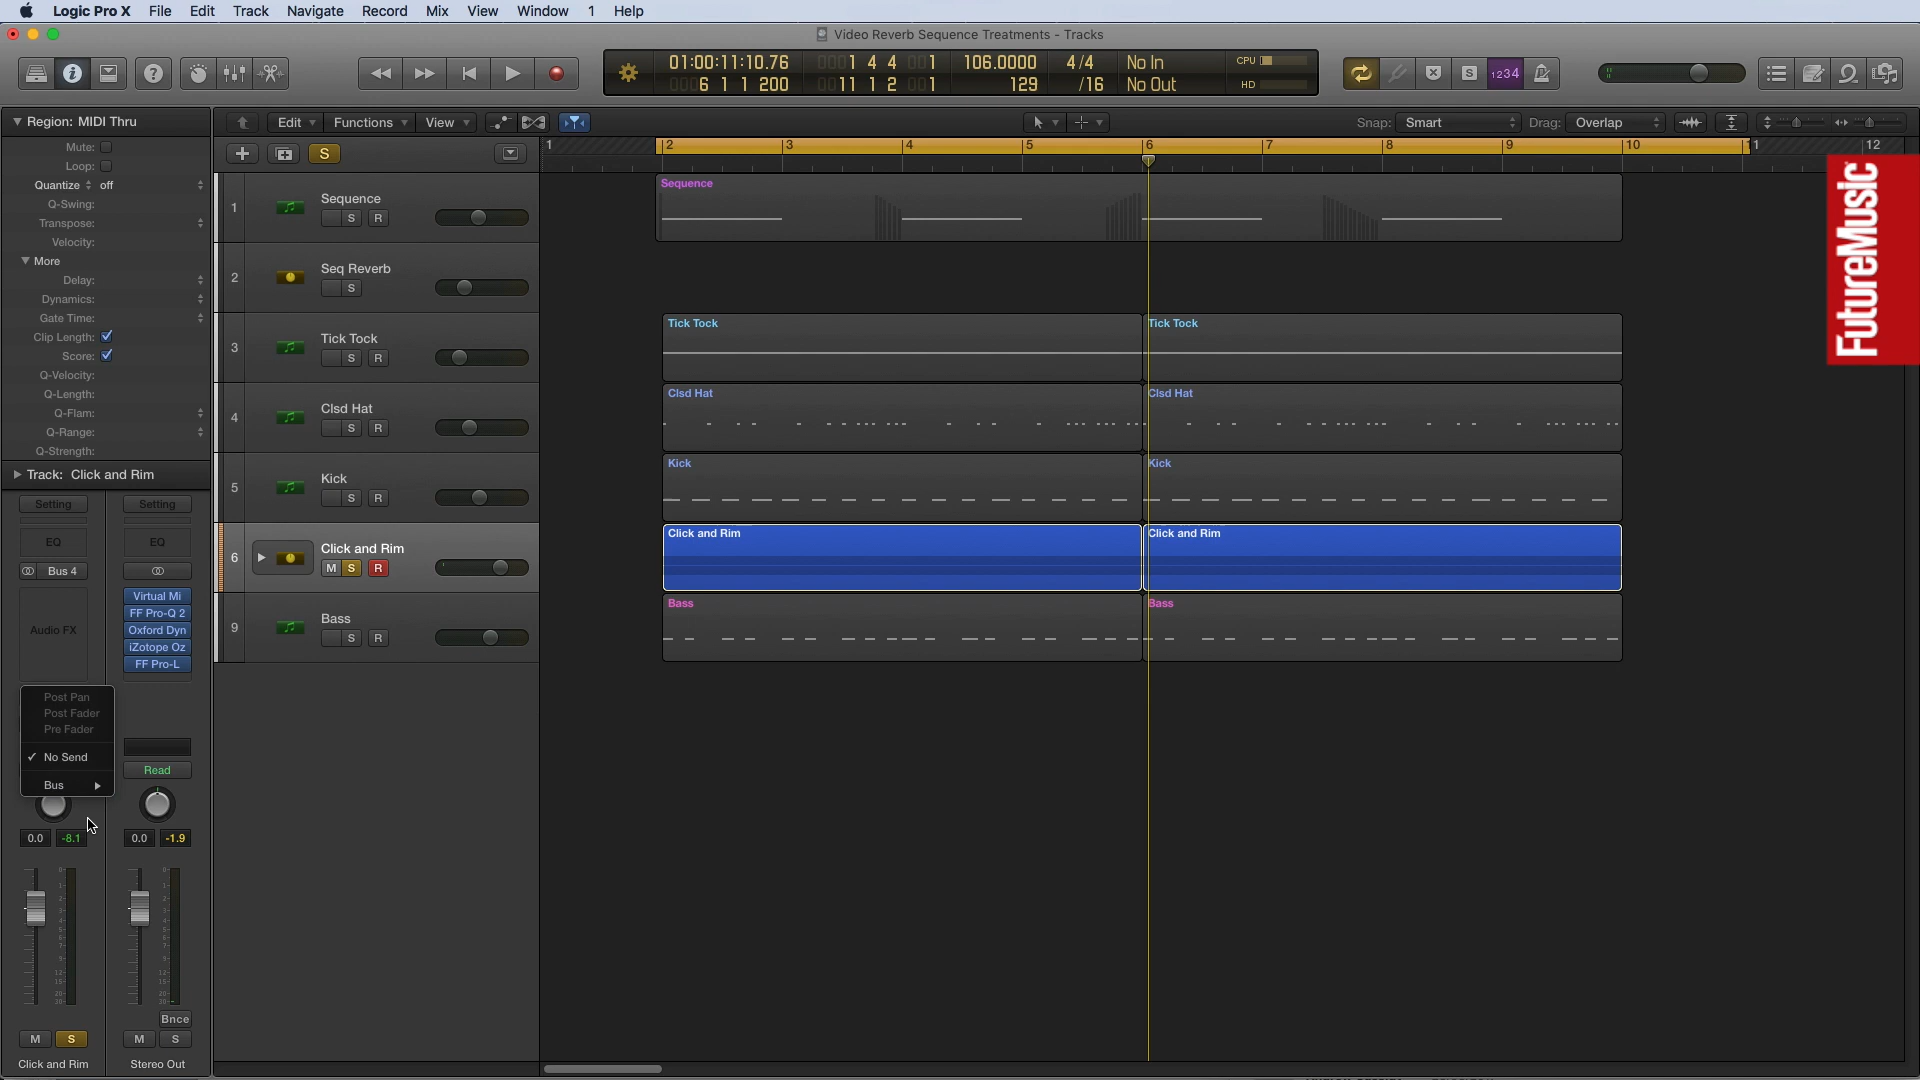 Logic Pro X File Edit Track Navigate Record Mix View Window 1 Help
Video Reverb Sequence Treatments - Tracks
01:00:11:10.76 1 4 4 1 106.0000 4/4 No In CPU
6 1 1 200 11 1 2 1 129 /16 No Out HD
S 1234
Region: MIDI Thru
Edit Functions View Snap: Smart Drag: Overlap
Mute:
Loop:
Quantize off
Q-Swing:
Transpose:
Velocity:
More
Delay:
Dynamics:
Gate Time:
Clip Length:
Score:
Q-Velocity:
Q-Length:
Q-Flam:
Q-Range:
Q-Strength:
Track: Click and Rim
Setting Setting
EQ EQ
Bus 4
Audio FX
Virtual Mi
FF Pro-Q 2
Oxford Dyn
iZotope Oz
FF Pro-L
Post Pan
Post Fader
Pre Fader
No Send
Bus
Read
0.0 -8.1 0.0 -1.9
Bnce
M S M S
Click and Rim Stereo Out
S
1 2 3 4 5 6 7 8 9 10 11 12
1 Sequence
S R
2 Seq Reverb
S
3 Tick Tock
S R
4 Clsd Hat
S R
5 Kick
S R
6 Click and Rim
M S R
9 Bass
S R
Sequence
Tick Tock Tick Tock
Clsd Hat Clsd Hat
Kick Kick
Click and Rim Click and Rim
Bass Bass
FutureMusic